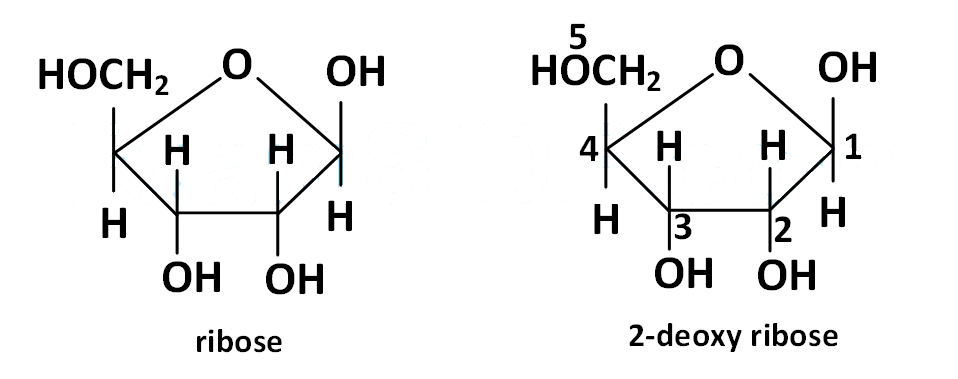 HOCH₂ O OH
H H
H H
OH OH
ribose
5
HOCH₂ O OH
4 H H 1
H 3 2 H
OH OH
2-deoxy ribose